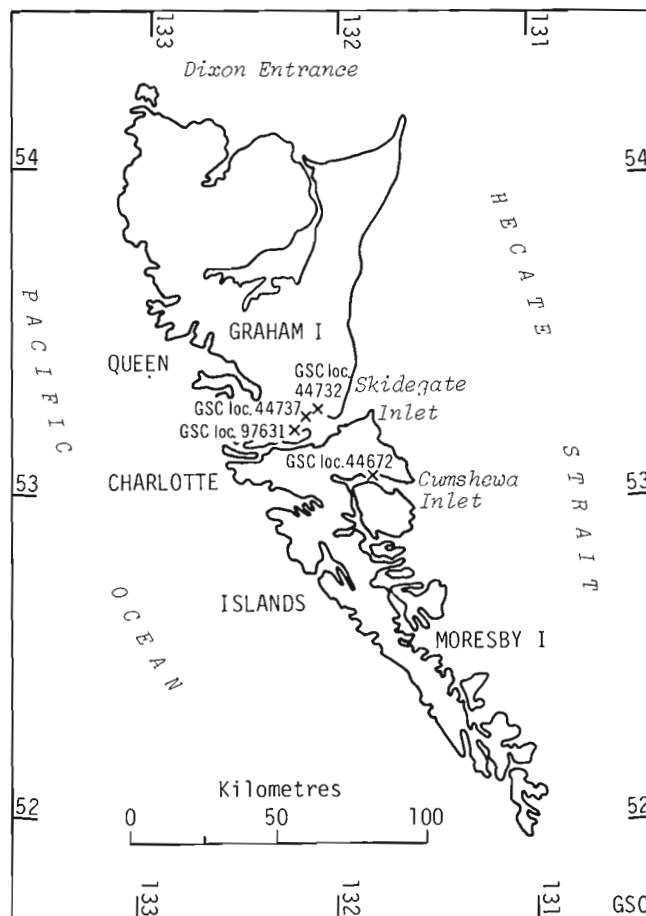 133 132 131
Dixon Entrance
54 54
HECATE
PACIFIC
GRAHAM I
QUEEN
GSC loc.
44732
Skidegate
Inlet
GSC loc. 44737
GSC loc. 97631
GSC loc. 44672
53 53
CHARLOTTE
Cumshewa
Inlet
STRAIT
ISLANDS
OCEAN
MORESBY I
Kilometres
0 50 100
52 52
133 132 131
GSC